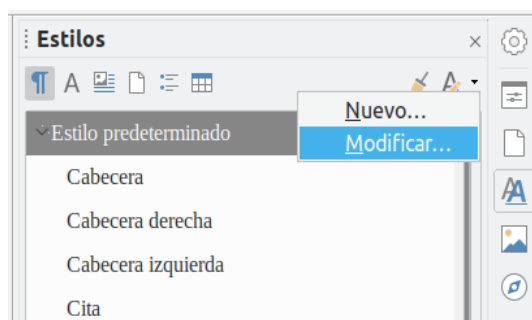 Estilos
Nuevo...
Modificar...
Estilo predeterminado
Cabecera
Cabecera derecha
Cabecera izquierda
Cita